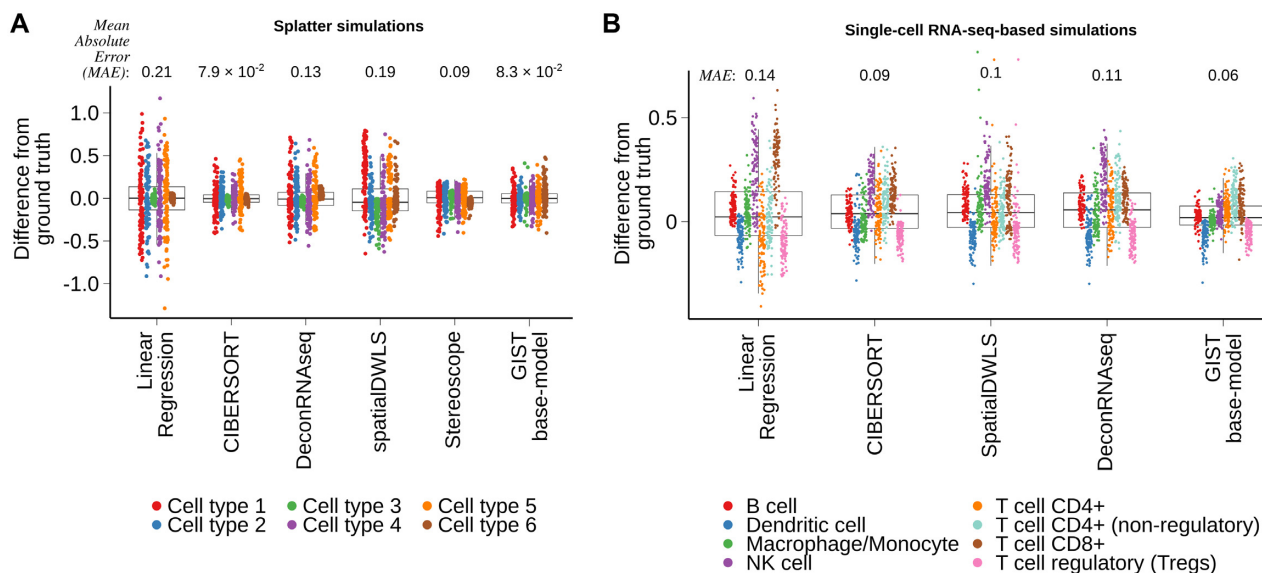 A
Mean
Absolute
Error
(MAE):
Splatter simulations
0.21
7.9 × 10-2
0.13
0.19
0.09
8.3 × 10-2
Difference from
ground truth
1.0
0.5
0.0
-0.5
-1.0
Linear
Regression
CIBERSORT
DeconRNAseq
spatialDWLS
Stereoscope
GIST
base-model
Cell type 1
Cell type 3
Cell type 5
Cell type 2
Cell type 4
Cell type 6
B
Single-cell RNA-seq-based simulations
MAE: 0.14
0.09
0.1
0.11
0.06
Difference from
ground truth
0.5
0
Linear
Regression
CIBERSORT
SpatialDWLS
DeconRNAseq
GIST
base-model
B cell
T cell CD4+
Dendritic cell
T cell CD4+ (non-regulatory)
Macrophage/Monocyte
T cell CD8+
NK cell
T cell regulatory (Tregs)